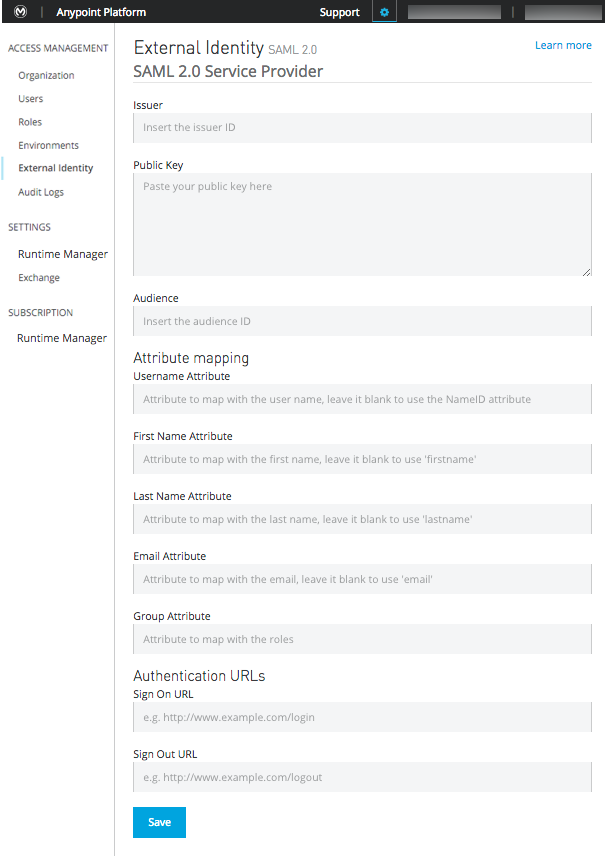 Anypoint Platform
Support
ACCESS MANAGEMENT
Organization
Users
Roles
Environments
External Identity
Audit Logs
SETTINGS
Runtime Manager
Exchange
SUBSCRIPTION
Runtime Manager
External Identity SAML 2.0
Learn more
SAML 2.0 Service Provider
Issuer
Insert the issuer ID
Public Key
Paste your public key here
Audience
Insert the audience ID
Attribute mapping
Username Attribute
Attribute to map with the user name, leave it blank to use the NameID attribute
First Name Attribute
Attribute to map with the first name, leave it blank to use 'firstname'
Last Name Attribute
Attribute to map with the last name, leave it blank to use 'lastname'
Email Attribute
Attribute to map with the email, leave it blank to use 'email'
Group Attribute
Attribute to map with the roles
Authentication URLs
Sign On URL
e.g. http://www.example.com/login
Sign Out URL
e.g. http://www.example.com/logout
Save